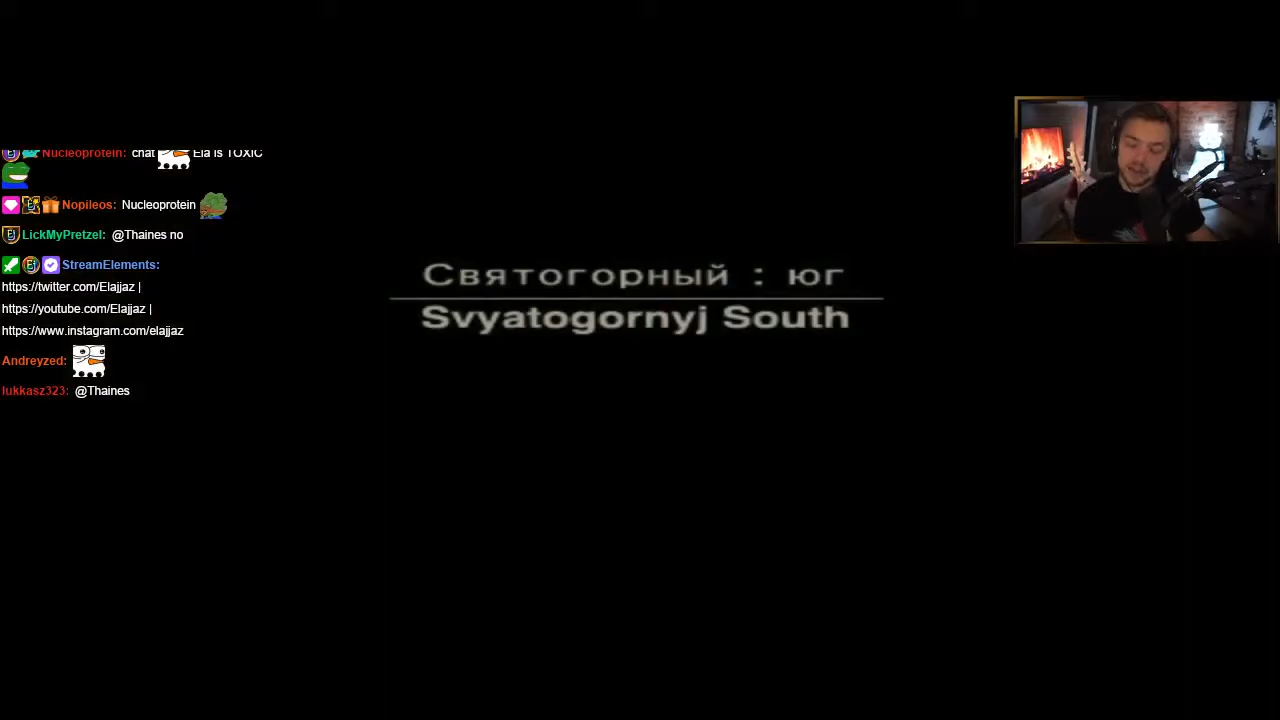 Nucleoprotein: chat Ela is TOXIC
Nopileos: Nucleoprotein
LickMyPretzel: @Thaines no
StreamElements:
https://twitter.com/Elajjaz |
https://youtube.com/Elajjaz |
https://www.instagram.com/elajjaz
Andreyzed:
lukkasz323: @Thaines
Святогорный : юг
Svyatogornyj South